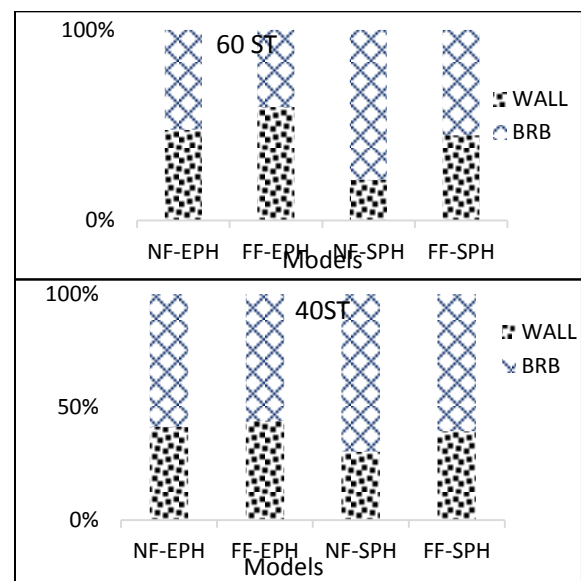 100%
60 ST
WALL
BRB
0%
NF-EPH FF-EPH NF-SPH FF-SPH
Models
100%
40ST
WALL
50%
BRB
0%
NF-EPH FF-EPH NF-SPH FF-SPH
Models